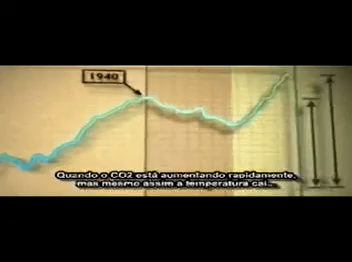 1940
Quando o CO2 está aumentando rapidamente,
mas mesmo assim a temperatura cai..